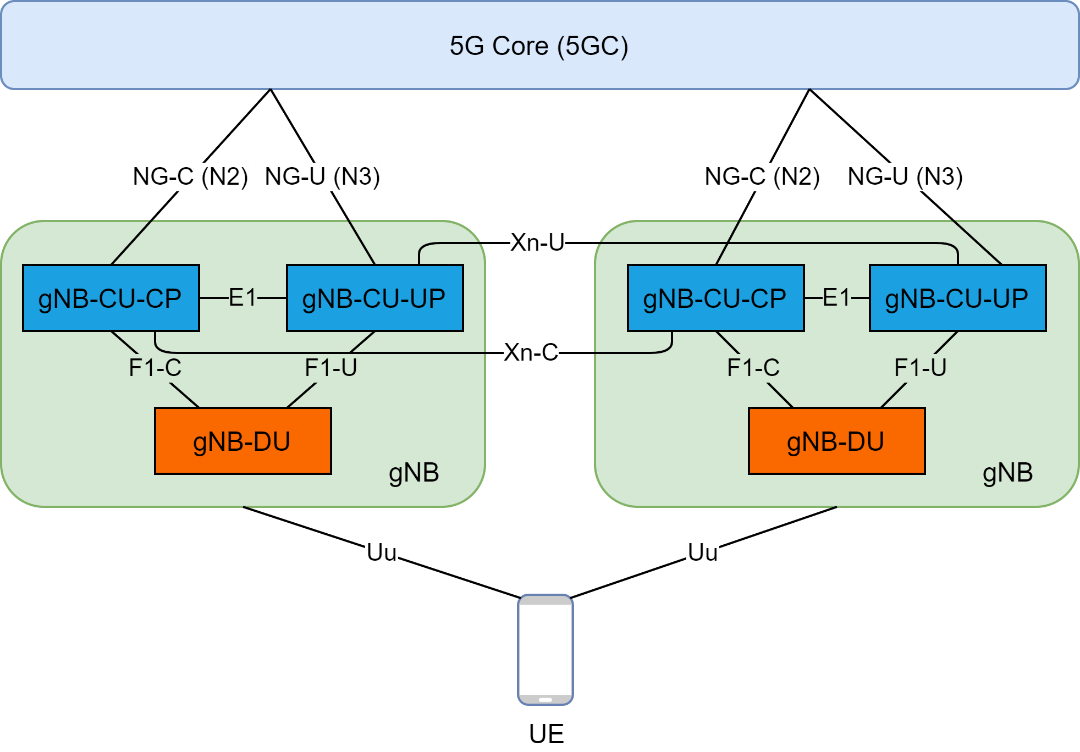 5G Core (5GC)
NG-C (N2)
NG-U (N3)
NG-C (N2)
NG-U (N3)
Xn-U
gNB-CU-CP
E1
gNB-CU-UP
gNB-CU-CP
E1
gNB-CU-UP
Xn-C
F1-C
F1-U
F1-C
F1-U
gNB-DU
gNB-DU
gNB
gNB
Uu
Uu
UE